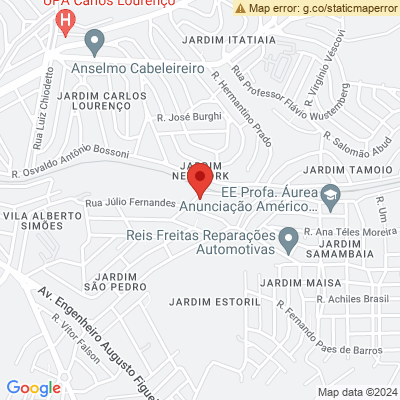 Map error: g.co/staticmaperror
UPA Carlos Lourenço
H
JARDIM ITATIAIA
R. Virginio Véscovi
Anselmo Cabeleireiro
Rua Luiz Chiodetto
Rua Professor Flávio Wustemberg
R. Hermantino Prado
JARDIM CARLOS
LOURENÇO
R. José Burghi
R. Salomão Abud
R. Osvaldo Antônio Bossoni
JARDIM
NEW YORK
JARDIM TAMOIO
EE Profa. Áurea
Anunciação Américo...
Rua Júlio Fernandes
R. Um
VILA ALBERTO
SIMÕES
R. Ana Téles Moreira
Reis Freitas Reparações
Automotivas
JARDIM
SAMAMBAIA
JARDIM
SÃO PEDRO
JARDIM MAISA
JARDIM ESTORIL
R. Achiles Brasil
Av. Engenheiro Augusto Figue
R. Vitor Falson
R. Fernando Paes de Barros
Google
Map data ©2024